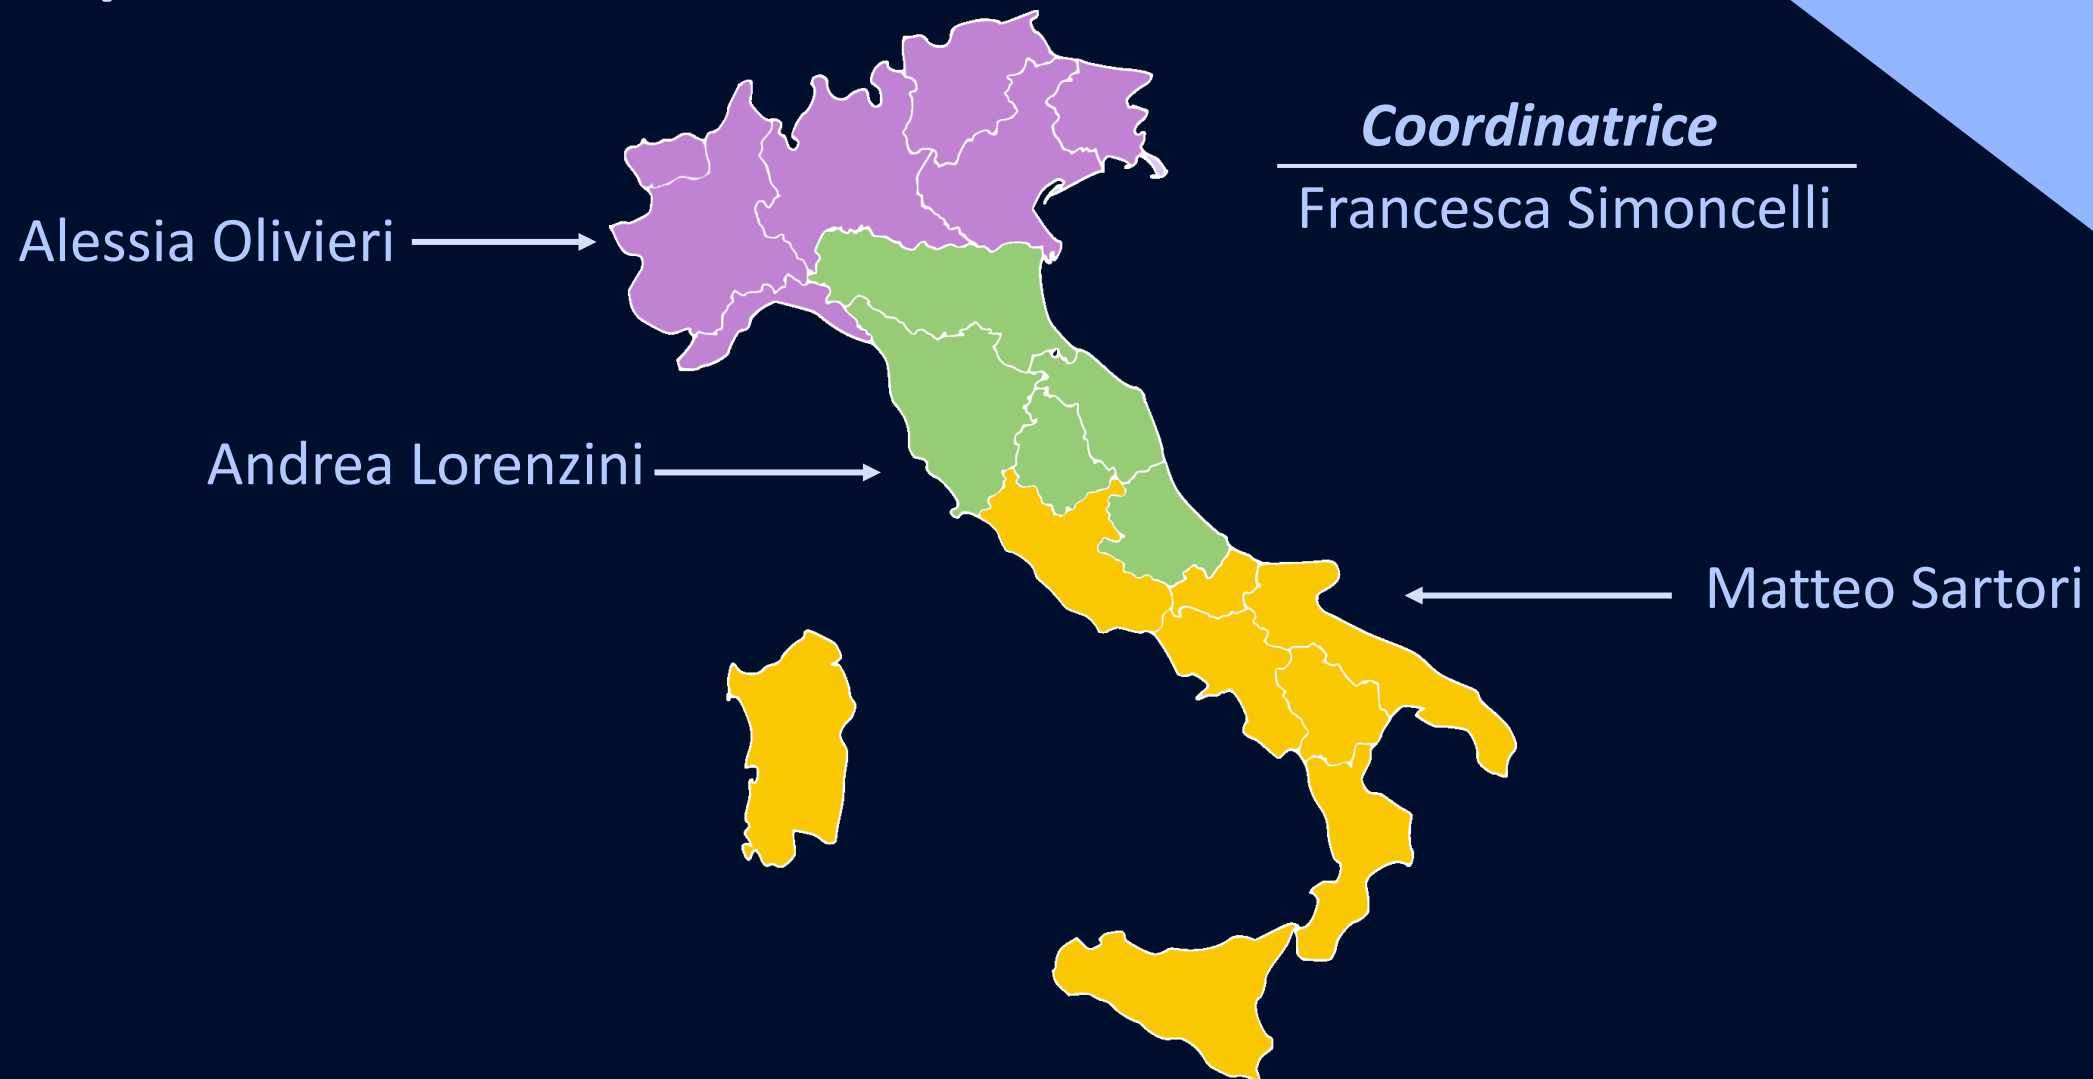 Coordinatrice
Francesca Simoncelli
Alessia Olivieri
Andrea Lorenzini
Matteo Sartori